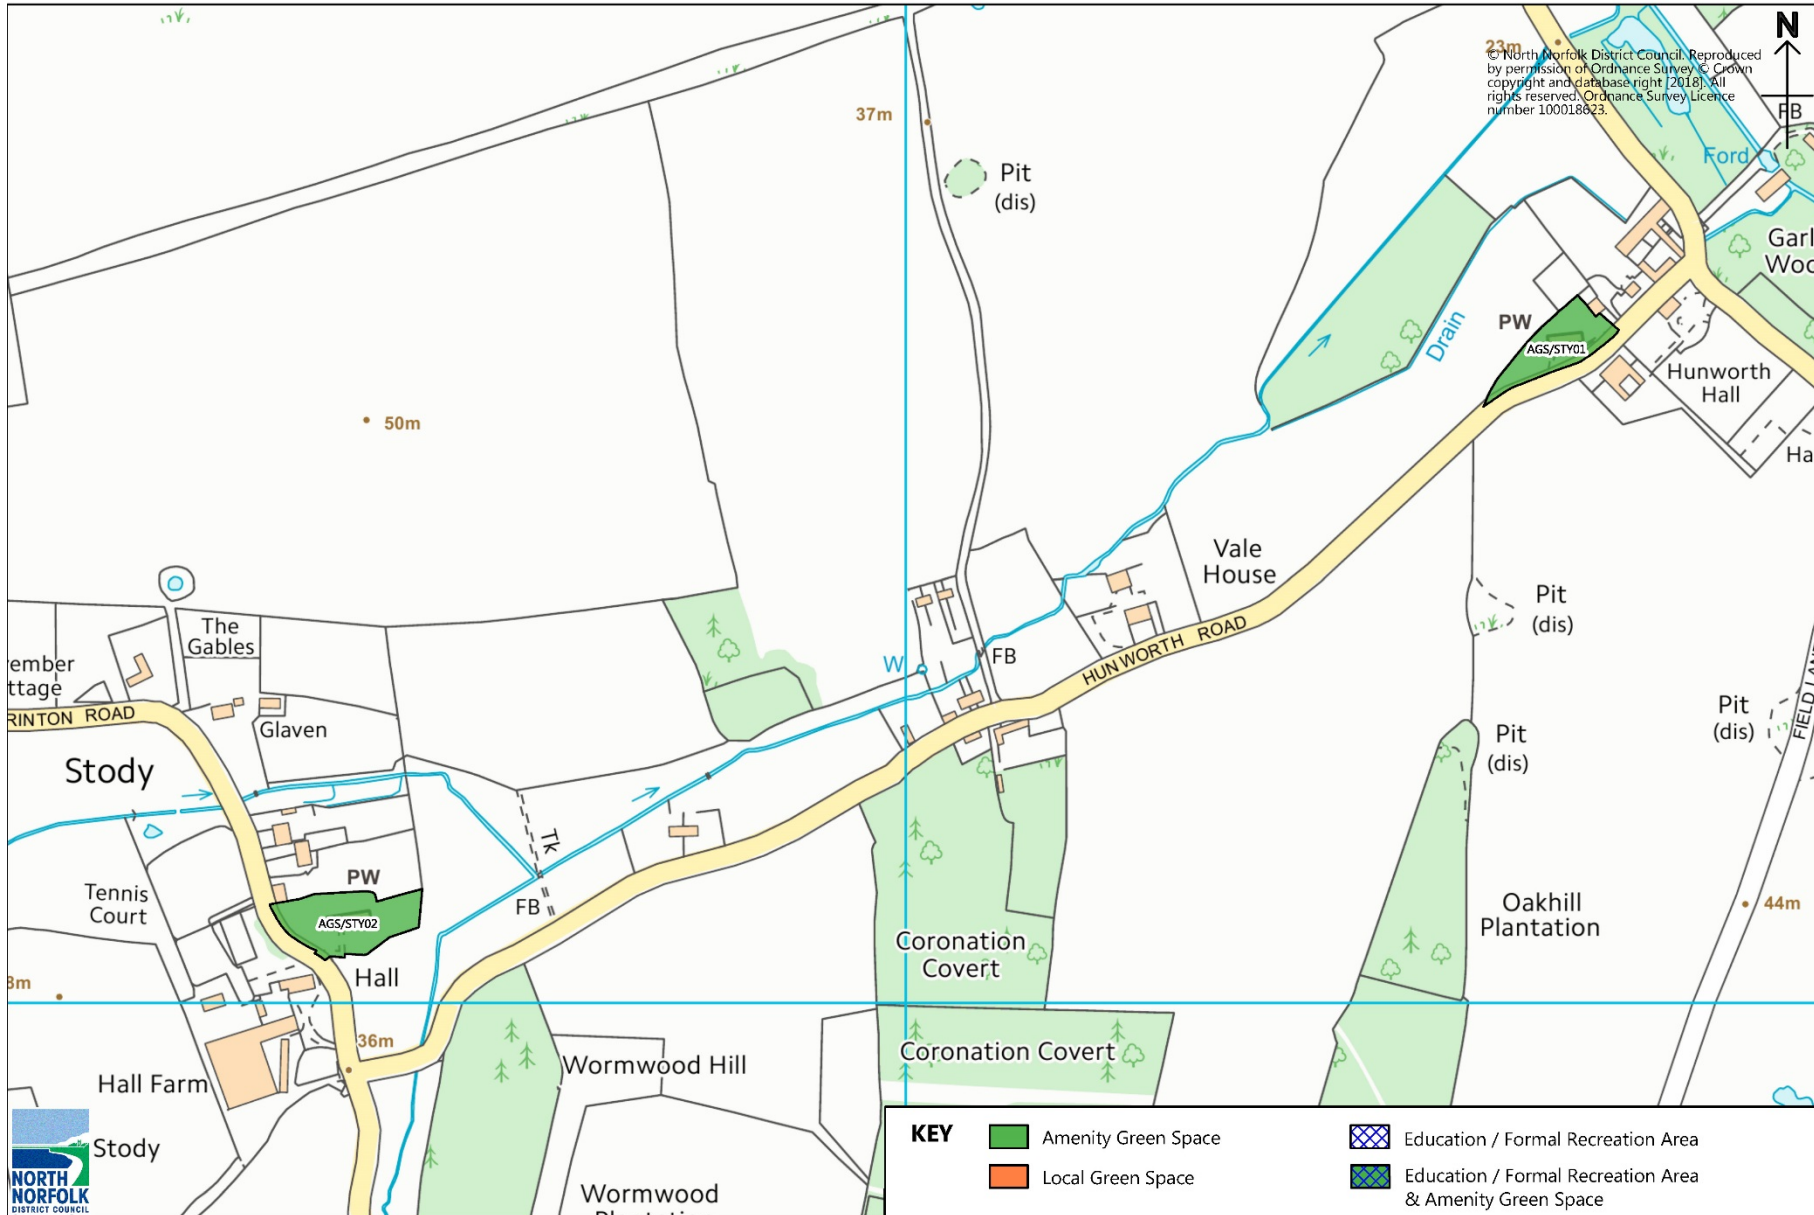 N
23m
© North Norfolk District Council. Reproduced
by permission of Ordnance Survey © Crown
copyright and database right [2018]. All
rights reserved. Ordnance Survey Licence
number 100018623.
FB
37m
Pit
(dis)
Ford
Garl
Woo
PW
AGS/STY01
Drain
Hunworth
Hall
Ha
50m
Vale
House
Pit
(dis)
The
Gables
ember
ttage
W
FB
HUNWORTH ROAD
RINTON ROAD
Glaven
Pit
(dis)
Pit
(dis)
FIELD LAN
Stody
Tk
PW
Tennis
Court
AGS/STY02
FB
Oakhill
Plantation
44m
Coronation
Covert
Hall
3m
36m
Coronation Covert
Wormwood Hill
Hall Farm
Stody
Wormwood
NORTH
NORFOLK
DISTRICT COUNCIL
KEY
Amenity Green Space
Local Green Space
Education / Formal Recreation Area
Education / Formal Recreation Area
& Amenity Green Space